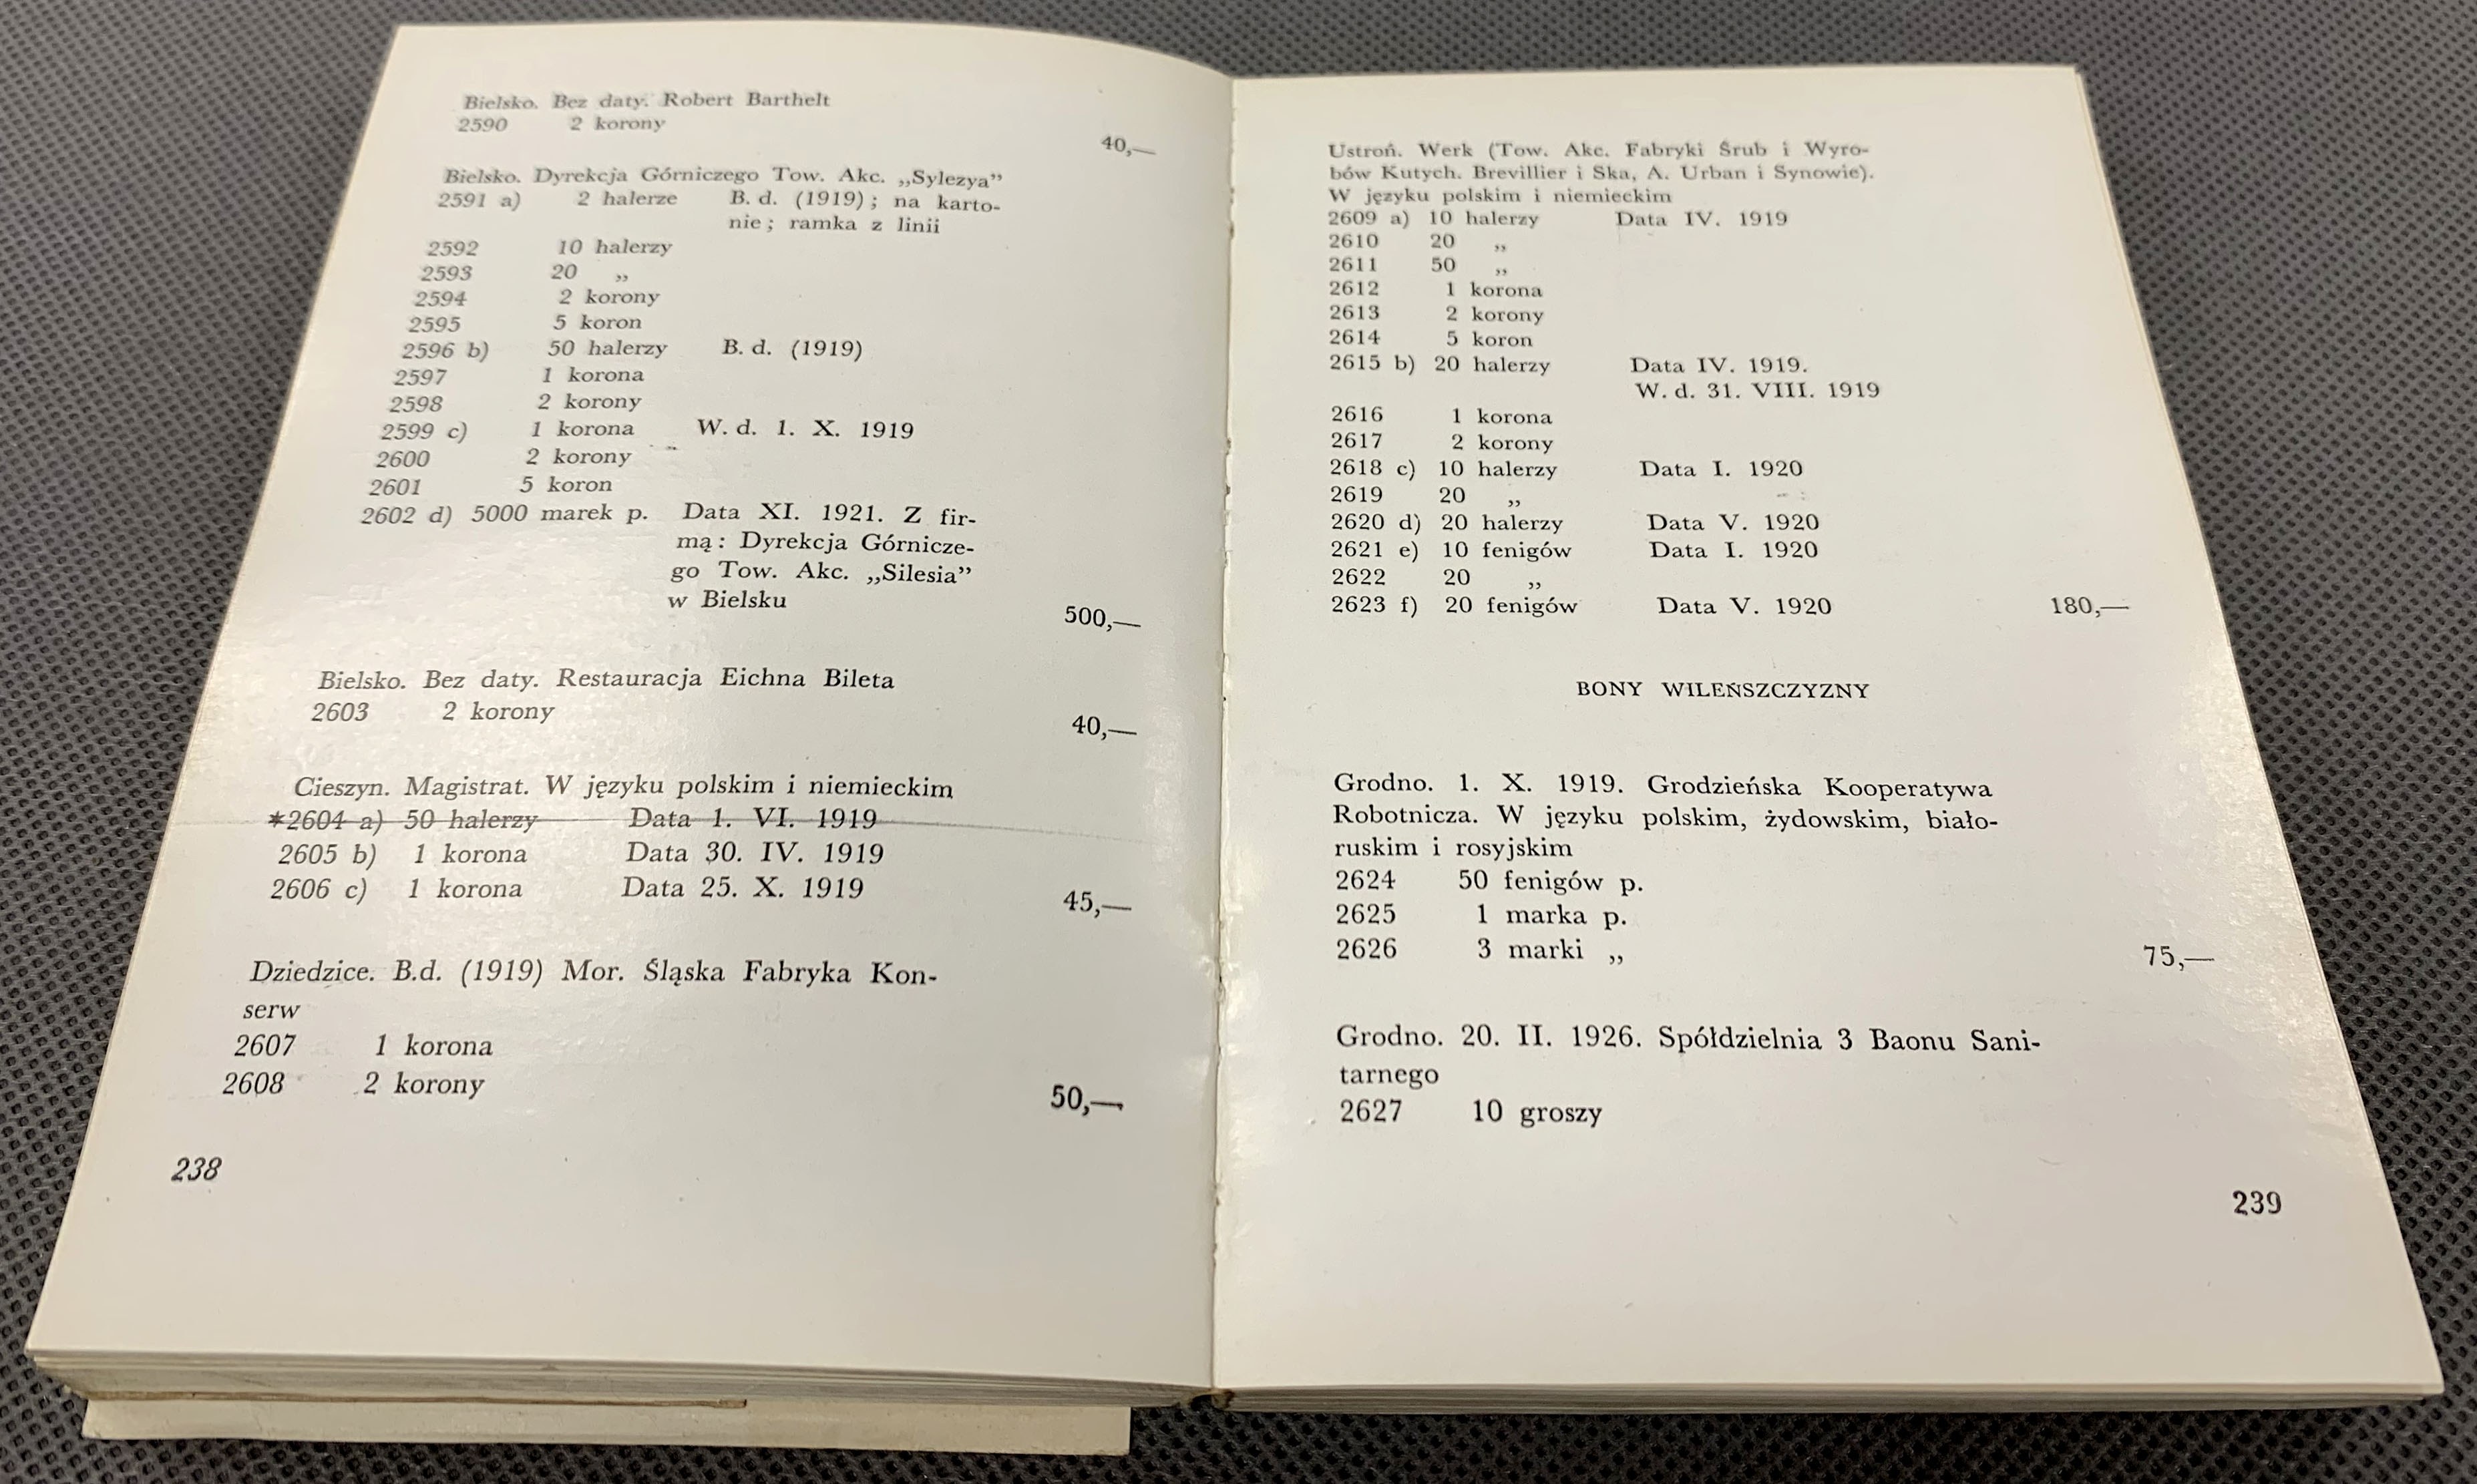 Bielsko. Bez daty. Robert Barthelt
2590 2 korony
40,—
Bielsko. Dyrekcja Górniczego Tow. Akc. „Sylezya”
2591 a) 2 halerze B. d. (1919) ; na karto-
nie ; ramka z linii
2592 10 halerzy
2593 20 „
2594 2 korony
2595 5 koron
2596 b) 50 halerzy B. d. (1919)
2597 1 korona
2598 2 korony
2599 c) 1 korona W. d. 1. X. 1919
2600 2 korony
2601 5 koron
2602 d) 5000 marek p. Data XI. 1921. Z fir-
mą : Dyrekcja Górnicze-
go Tow. Akc. „Silesia”
w Bielsku
500,—
Bielsko. Bez daty. Restauracja Eichna Bileta
2603 2 korony
40,—
Cieszyn. Magistrat. W języku polskim i niemieckim
*2604 a) 50 halerzy Data 1. VI. 1919
2605 b) 1 korona Data 30. IV. 1919
2606 c) 1 korona Data 25. X. 1919
45,—
Dziedzice. B.d. (1919) Mor. Śląska Fabryka Kon-
serw
2607 1 korona
2608 2 korony
50,—
238
Ustroń. Werk (Tow. Akc. Fabryki Śrub i Wyro-
bów Kutych. Brevillier i Ska, A. Urban i Synowie).
W języku polskim i niemieckim
2609 a) 10 halerzy Data IV. 1919
2610 20 „
2611 50 „
2612 1 korona
2613 2 korony
2614 5 koron
2615 b) 20 halerzy Data IV. 1919.
W. d. 31. VIII. 1919
2616 1 korona
2617 2 korony
2618 c) 10 halerzy Data I. 1920
2619 20 „
2620 d) 20 halerzy Data V. 1920
2621 e) 10 fenigów Data I. 1920
2622 20 „
2623 f) 20 fenigów Data V. 1920 180,—
BONY WILEŃSZCZYZNY
Grodno. 1. X. 1919. Grodzieńska Kooperatywa
Robotnicza. W języku polskim, żydowskim, biało-
ruskim i rosyjskim
2624 50 fenigów p.
2625 1 marka p.
2626 3 marki „ 75,—
Grodno. 20. II. 1926. Spółdzielnia 3 Baonu Sani-
tarnego
2627 10 groszy
239